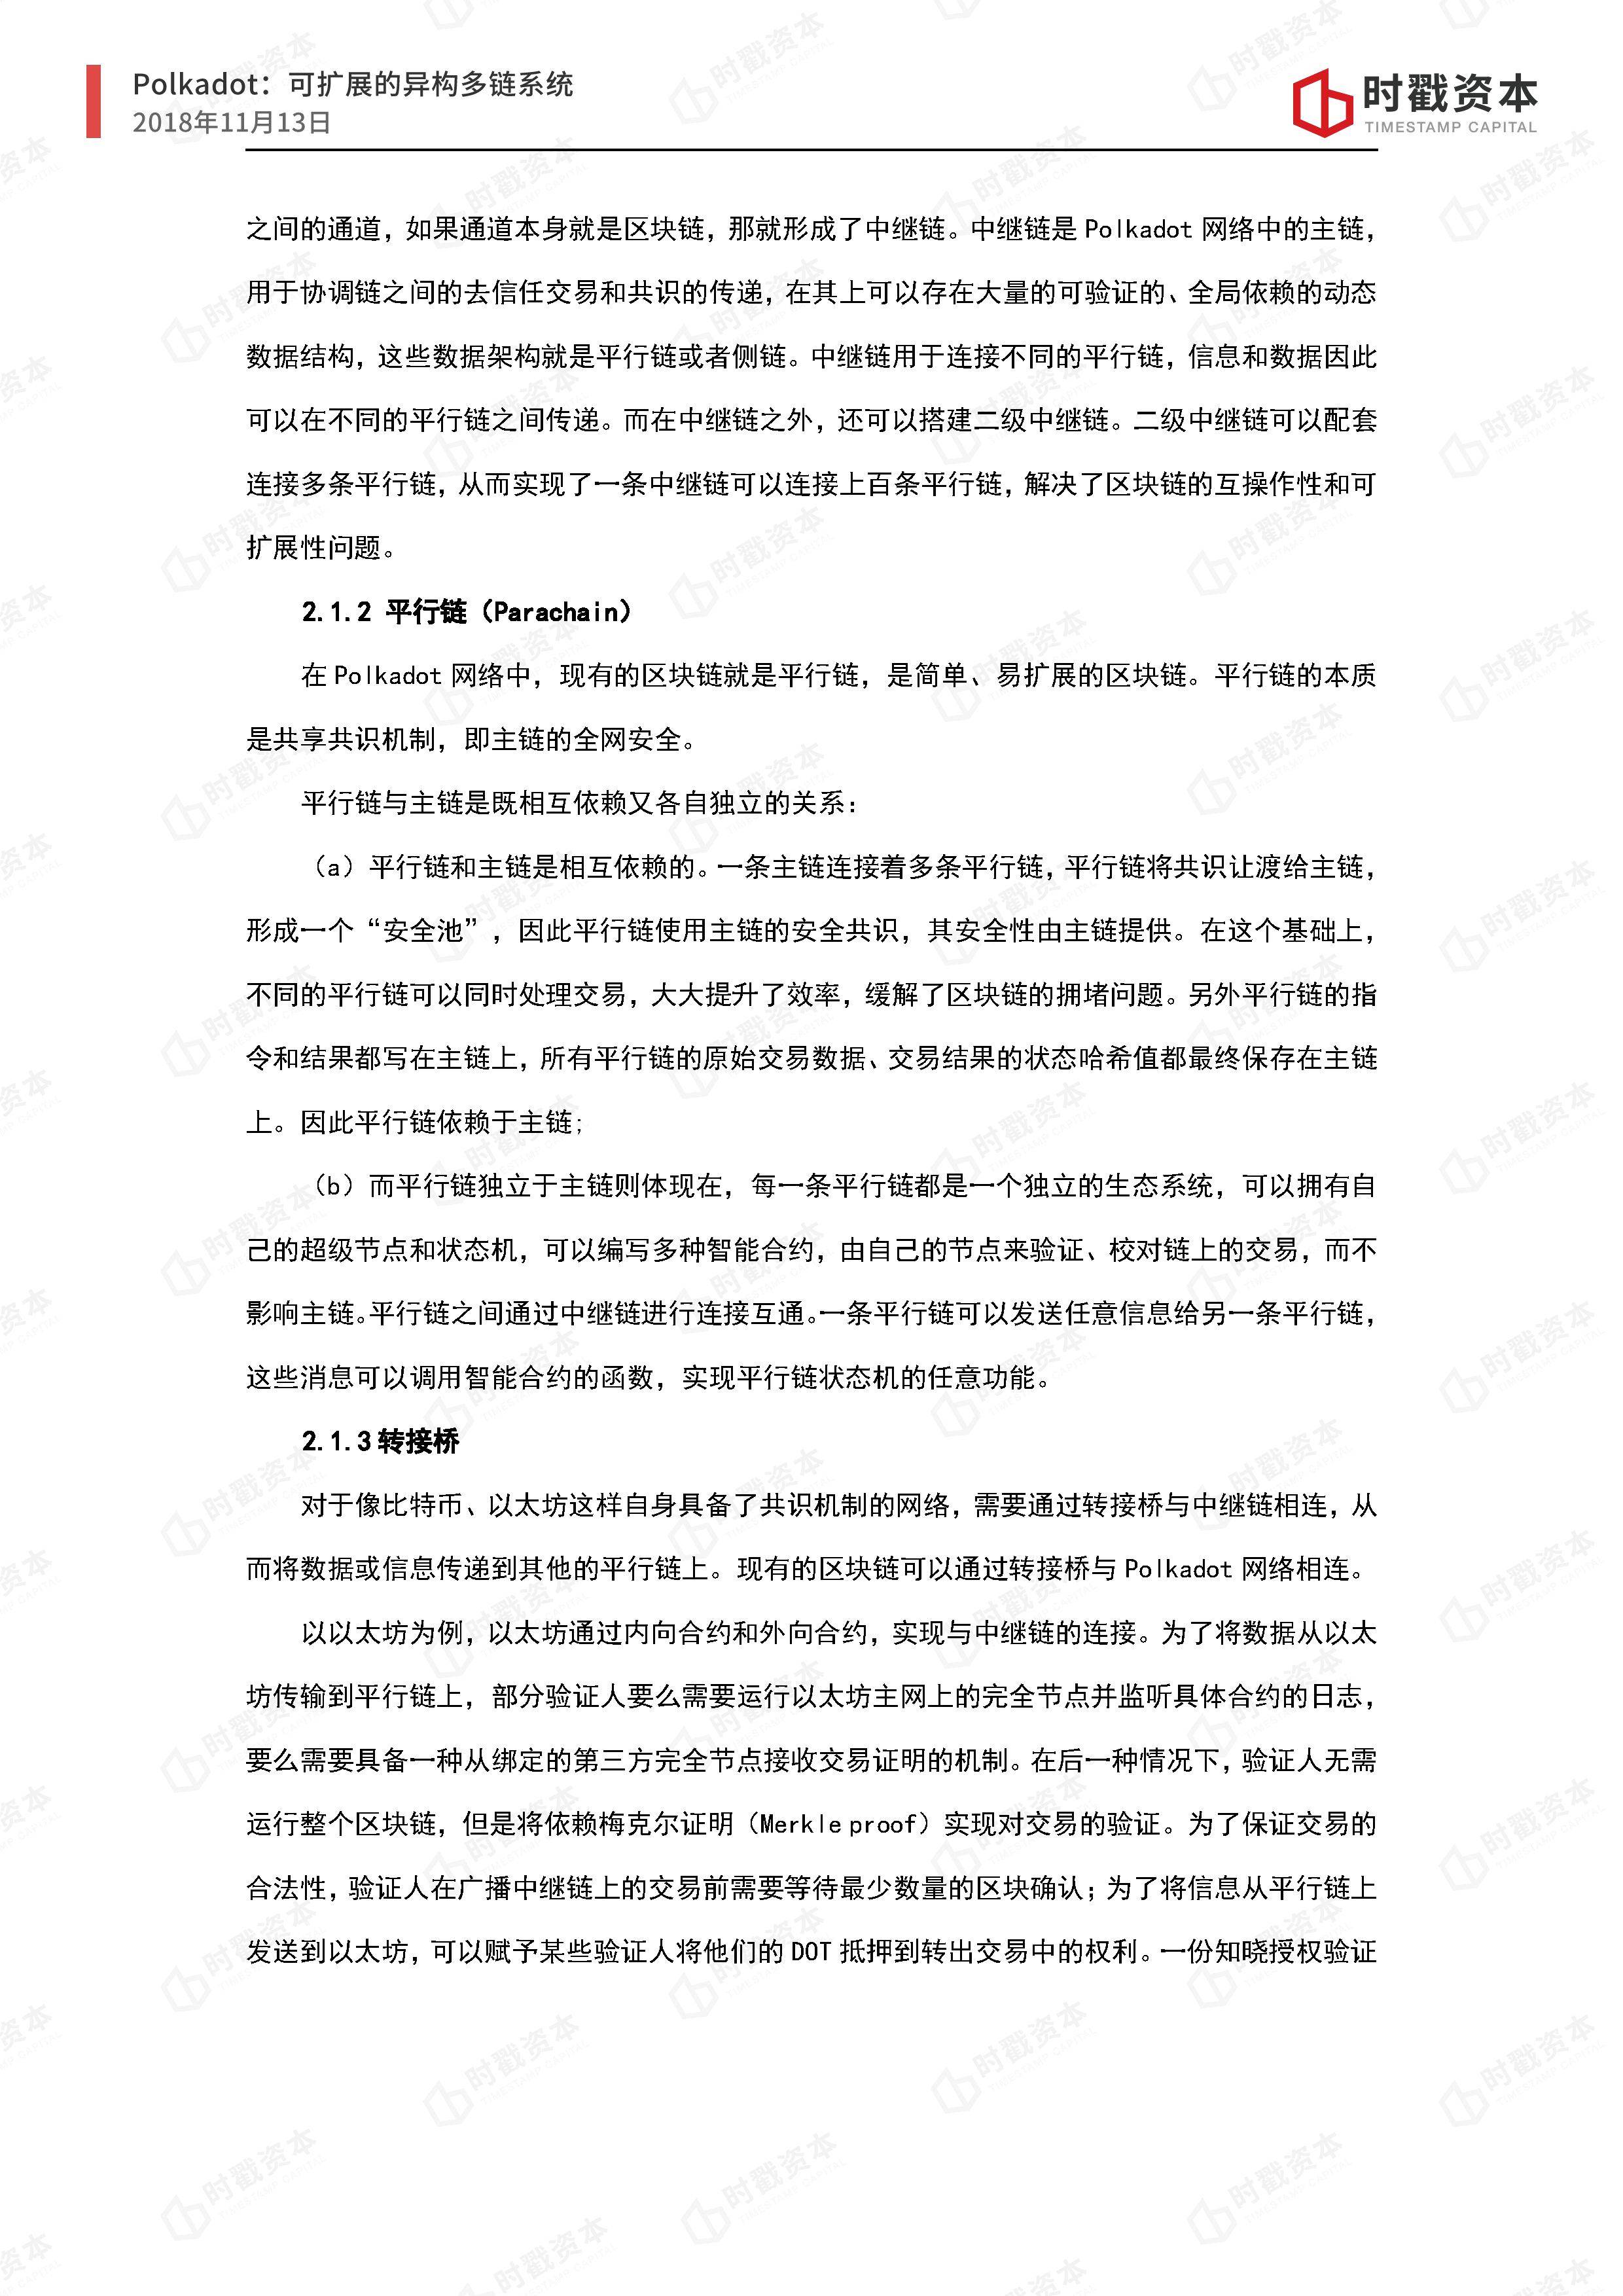 Polkadot：可扩展的异构多链系统
2018年11月13日
时戳资本
TIMESTAMP CAPITAL
之间的通道，如果通道本身就是区块链，那就形成了中继链。中继链是 Polkadot 网络中的主链，
用于协调链之间的去信任交易和共识的传递，在其上可以存在大量的可验证的、全局依赖的动态
数据结构，这些数据架构就是平行链或者侧链。中继链用于连接不同的平行链，信息和数据因此
可以在不同的平行链之间传递。而在中继链之外，还可以搭建二级中继链。二级中继链可以配套
连接多条平行链，从而实现了一条中继链可以连接上百条平行链，解决了区块链的互操作性和可
扩展性问题。
2.1.2 平行链（Parachain）
在 Polkadot 网络中，现有的区块链就是平行链，是简单、易扩展的区块链。平行链的本质
是共享共识机制，即主链的全网安全。
平行链与主链是既相互依赖又各自独立的关系：
（a）平行链和主链是相互依赖的。一条主链连接着多条平行链，平行链将共识让渡给主链，
形成一个“安全池”，因此平行链使用主链的安全共识，其安全性由主链提供。在这个基础上，
不同的平行链可以同时处理交易，大大提升了效率，缓解了区块链的拥堵问题。另外平行链的指
令和结果都写在主链上，所有平行链的原始交易数据、交易结果的状态哈希值都最终保存在主链
上。因此平行链依赖于主链；
（b）而平行链独立于主链则体现在，每一条平行链都是一个独立的生态系统，可以拥有自
己的超级节点和状态机，可以编写多种智能合约，由自己的节点来验证、校对链上的交易，而不
影响主链。平行链之间通过中继链进行连接互通。一条平行链可以发送任意信息给另一条平行链，
这些消息可以调用智能合约的函数，实现平行链状态机的任意功能。
2.1.3 转接桥
对于像比特币、以太坊这样自身具备了共识机制的网络，需要通过转接桥与中继链相连，从
而将数据或信息传递到其他的平行链上。现有的区块链可以通过转接桥与 Polkadot 网络相连。
以以太坊为例，以太坊通过内向合约和外向合约，实现与中继链的连接。为了将数据从以太
坊传输到平行链上，部分验证人要么需要运行以太坊主网上的完全节点并监听具体合约的日志，
要么需要具备一种从绑定的第三方完全节点接收交易证明的机制。在后一种情况下，验证人无需
运行整个区块链，但是将依赖梅克尔证明（Merkle proof）实现对交易的验证。为了保证交易的
合法性，验证人在广播中继链上的交易前需要等待最少数量的区块确认；为了将信息从平行链上
发送到以太坊，可以赋予某些验证人将他们的 DOT 抵押到转出交易中的权利。一份知晓授权验证